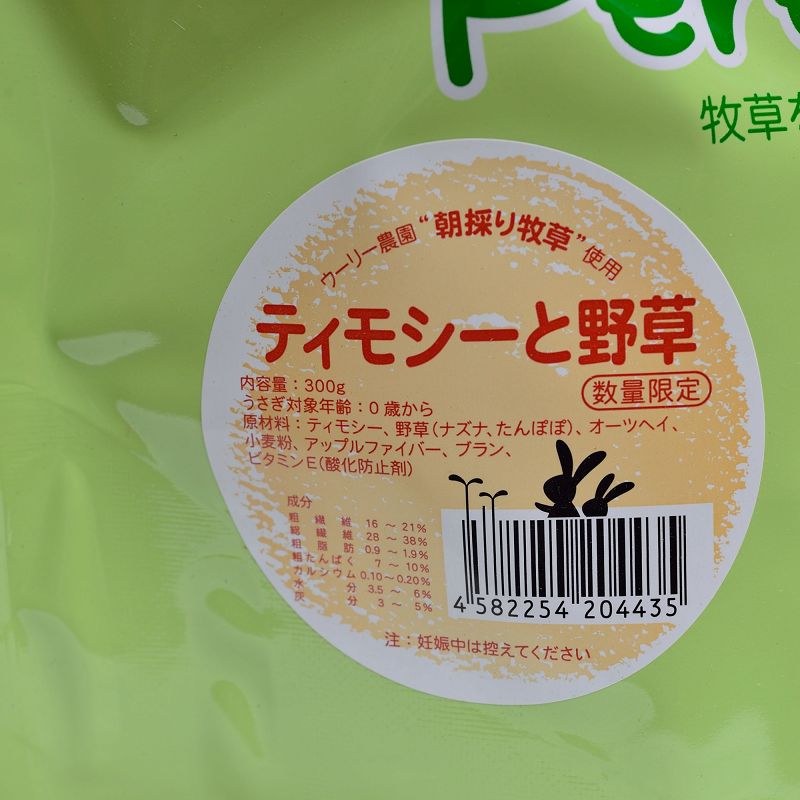 牧草
ウーリー農園“朝採り牧草”使用
ティモシーと野草
数量限定
内容量：300g
うさぎ対象年齢：0歳から
原材料：ティモシー、野草(ナズナ、たんぽぽ)、オーツヘイ、
小麦粉、アップルファイバー、ブラン、
ビタミンE(酸化防止剤)
成分
粗繊維 16～21%
総繊維 28～38%
粗脂肪 0.9～1.9%
粗たんぱく 7～10%
カルシウム 0.10～0.20%
水分 3.5～6%
灰分 3～5%
4 582254 204435
注：妊娠中は控えてください